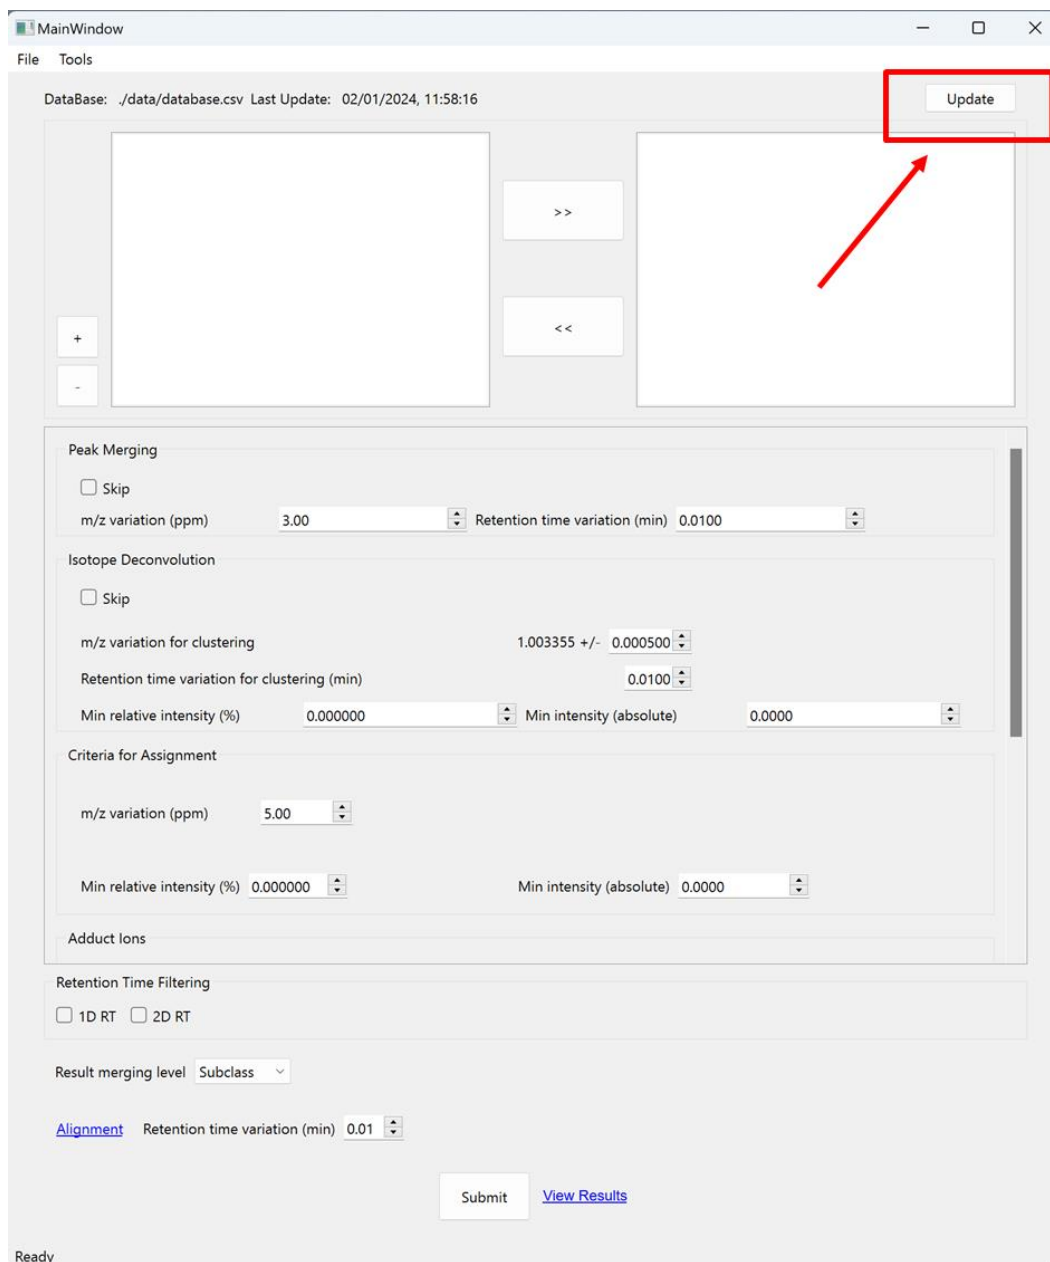 MainWindow
File Tools
DataBase: ./data/database.csv Last Update: 02/01/2024, 11:58:16 Update
>>
<<
+
-
Peak Merging
Skip
m/z variation (ppm) 3.00 Retention time variation (min) 0.0100
Isotope Deconvolution
Skip
m/z variation for clustering 1.003355 +/- 0.000500
Retention time variation for clustering (min) 0.0100
Min relative intensity (%) 0.000000 Min intensity (absolute) 0.0000
Criteria for Assignment
m/z variation (ppm) 5.00
Min relative intensity (%) 0.000000 Min intensity (absolute) 0.0000
Adduct Ions
Retention Time Filtering
1D RT 2D RT
Result merging level Subclass
Alignment Retention time variation (min) 0.01
Submit View Results
Ready